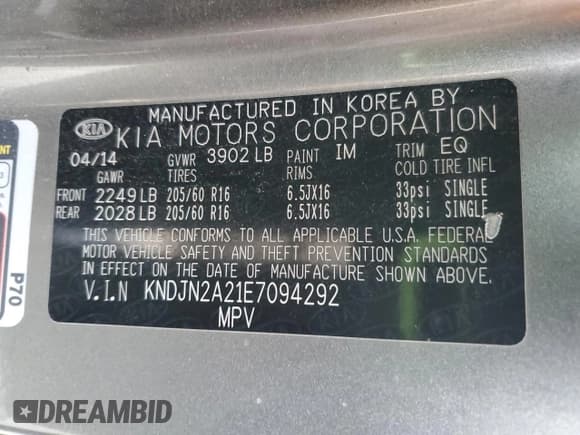 MANUFACTURED IN KOREA BY
KIA KIA MOTORS CORPORATION
04/14 GVWR 3902 LB PAINT IM TRIM EQ
GAWR TIRES RIMS COLD TIRE INFL
FRONT 2249 LB 205/60 R16 6.5JX16 33psi SINGLE
REAR 2028 LB 205/60 R16 6.5JX16 33psi SINGLE
THIS VEHICLE CONFORMS TO ALL APPLICABLE U.S.A. FEDERAL
MOTOR VEHICLE SAFETY AND THEFT PREVENTION STANDARDS
IN EFFECT ON THE DATE OF MANUFACTURE SHOWN ABOVE.
V.I.N KNDJN2A21E7094292
MPV
P70
DREAMBID